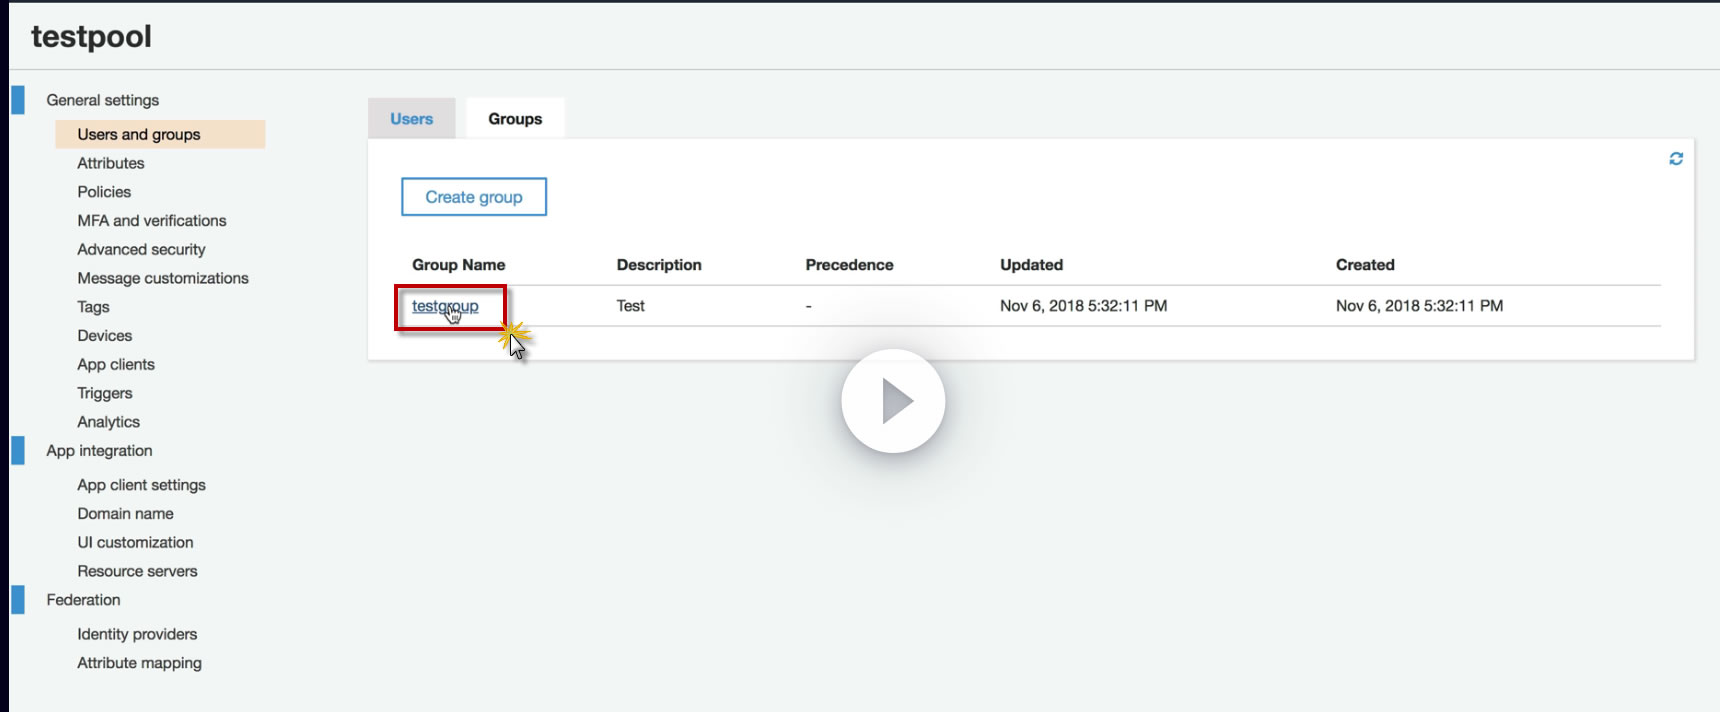 testpool
General settings
Users and groups
Attributes
Policies
MFA and verifications
Advanced security
Message customizations
Tags
Devices
App clients
Triggers
Analytics
App integration
App client settings
Domain name
UI customization
Resource servers
Federation
Identity providers
Attribute mapping
Users Groups
Create group
Group Name Description Precedence Updated Created
testgroup Test - Nov 6, 2018 5:32:11 PM Nov 6, 2018 5:32:11 PM